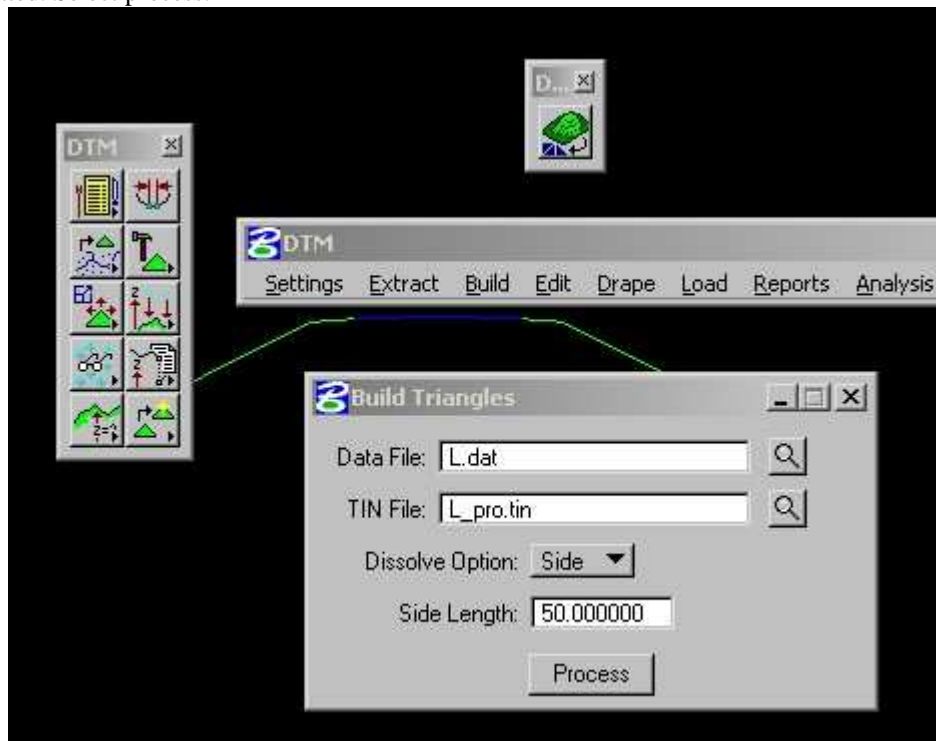 D...
DTM
DTM
Settings Extract Build Edit Drape Load Reports Analysis
Build Triangles
Data File: L.dat
TIN File: L_pro.tin
Dissolve Option: Side
Side Length: 50.000000
Process